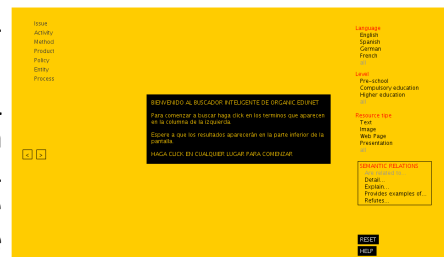 Issue
Activity
Method
Product
Policy
Entity
Process
< >
BIENVENIDO AL BUSCADOR INTELIGENTE DE ORGANIC.EDUNET
Para comenzar a buscar haga click en los terminos que aparecen
en la columna de la izquierda.
Espere a que los resultados aparecerán en la parte inferior de la
pantalla.
HAGA CLICK EN CUALQUIER LUGAR PARA COMENZAR
Language
English
Spanish
German
French
all
Level
Pre-school
Compulsory education
Higher education
all
Resource type
Text
Image
Web Page
Presentation
all
SEMANTIC RELATIONS
Are related to...
Detail...
Explain...
Provides examples of...
Refutes...
RESET
HELP